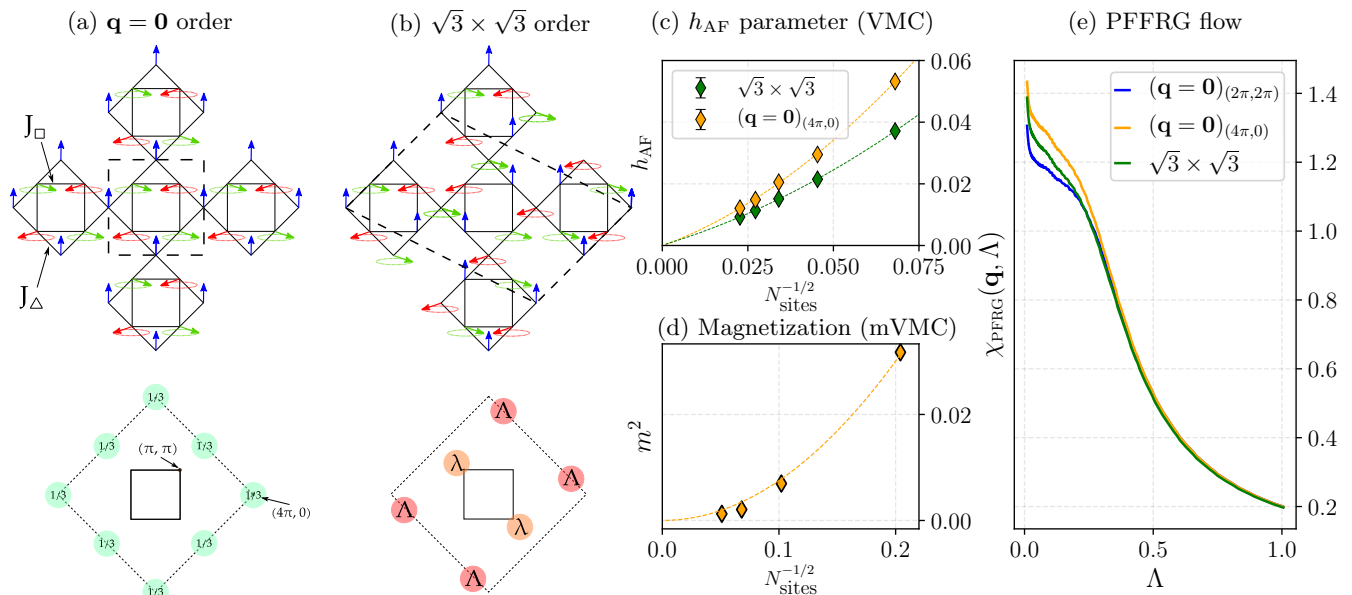 (a) q = 0 order
J□
J△
(π, π)
(4π, 0)
1/3
1/3
1/3
1/3
1/3
1/3
1/3
1/3
(b) √3 × √3 order
Λ
λ
Λ
Λ
λ
Λ
(c) h_AF parameter (VMC)
√3 × √3
(q = 0)_(4π,0)
h_AF
0.06
0.04
0.02
0.00
0.000
0.025
0.050
0.075
N_sites^−1/2
(d) Magnetization (mVMC)
m²
0.02
0.00
0.0
0.1
0.2
N_sites^−1/2
(e) PFFRG flow
(q = 0)_(2π,2π)
(q = 0)_(4π,0)
√3 × √3
χ_PFFRG(q, Λ)
1.4
1.2
1.0
0.8
0.6
0.4
0.2
0.0
0.5
1.0
Λ